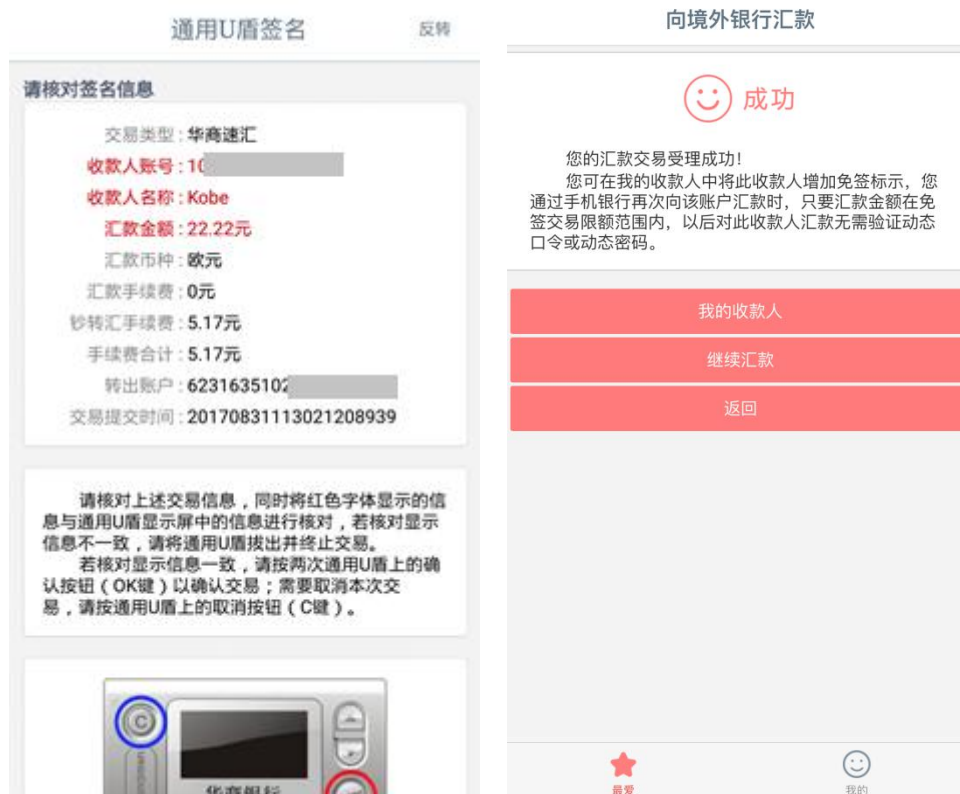 通用U盾签名
反转
请核对签名信息
交易类型：华商速汇
收款人账号：10
收款人名称：Kobe
汇款金额：22.22元
汇款币种：欧元
汇款手续费：0元
钞转汇手续费：5.17元
手续费合计：5.17元
转出账户：6231635102
交易提交时间：20170831113021208939
请核对上述交易信息，同时将红色字体显示的信
息与通用U盾显示屏中的信息进行核对，若核对显示
信息不一致，请将通用U盾拔出并终止交易。
若核对显示信息一致，请按两次通用U盾上的确
认按钮（OK键）以确认交易；需要取消本次交
易，请按通用U盾上的取消按钮（C键）。
C
华商银行
向境外银行汇款
成功
您的汇款交易受理成功！
您可在我的收款人中将此收款人增加免签标示，您
通过手机银行再次向该账户汇款时，只要汇款金额在免
签交易限额范围内，以后对此收款人汇款无需验证动态
口令或动态密码。
我的收款人
继续汇款
返回
最爱
我的